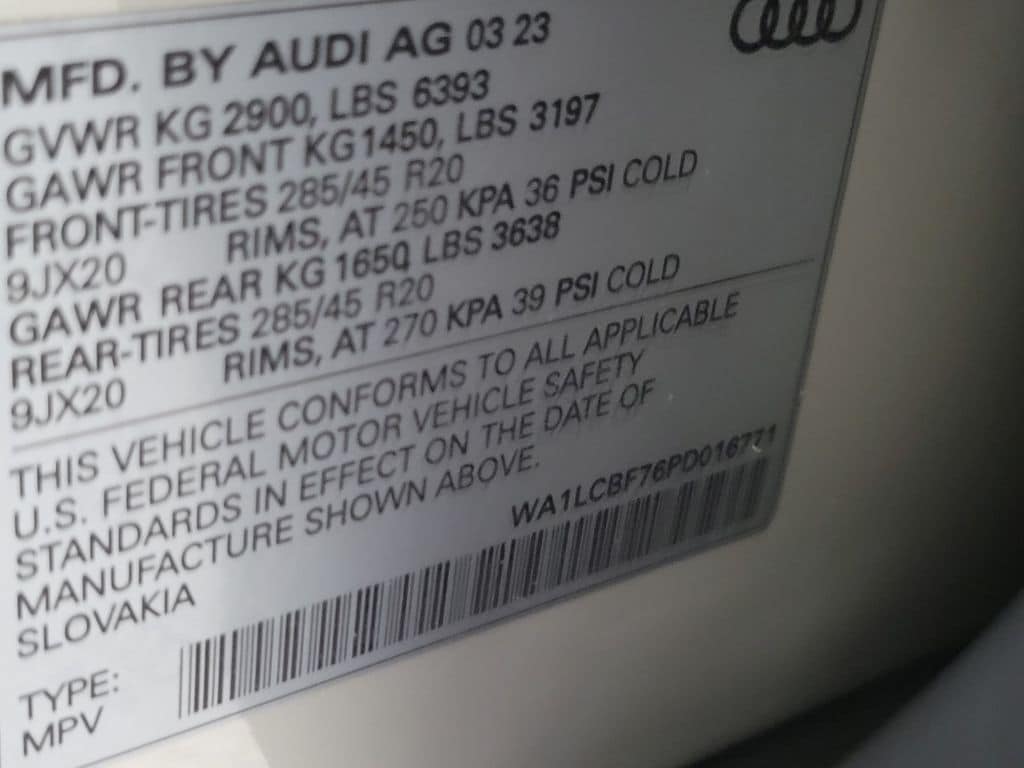 MFD. BY AUDI AG 03 23
GVWR KG 2900, LBS 6393
GAWR FRONT KG1450, LBS 3197
FRONT-TIRES 285/45 R20
9JX20 RIMS, AT 250 KPA 36 PSI COLD
GAWR REAR KG 1650, LBS 3638
REAR-TIRES 285/45 R20
9JX20 RIMS, AT 270 KPA 39 PSI COLD
THIS VEHICLE CONFORMS TO ALL APPLICABLE
U.S. FEDERAL MOTOR VEHICLE SAFETY
STANDARDS IN EFFECT ON THE DATE OF
MANUFACTURE SHOWN ABOVE.
SLOVAKIA
WA1LCBF76PD016771
TYPE:
MPV